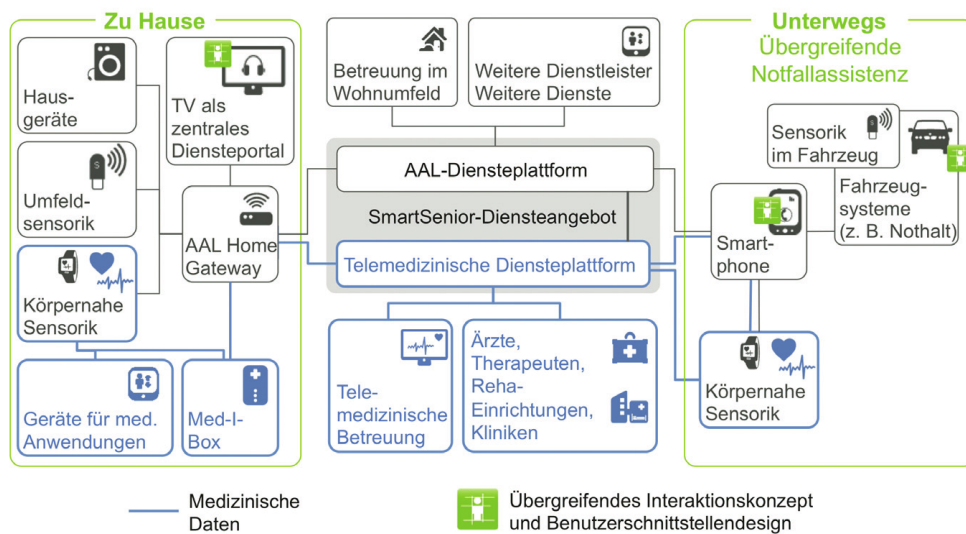 Zu Hause
Haus-
geräte
TV als
zentrales
Diensteportal
Umfeld-
sensorik
AAL Home
Gateway
Körpernahe
Sensorik
Geräte für med.
Anwendungen
Med-I-
Box
Betreuung im
Wohnumfeld
Weitere Dienstleister
Weitere Dienste
AAL-Diensteplattform
SmartSenior-Diensteangebot
Telemedizinische Diensteplattform
Tele-
medizinische
Betreuung
Ärzte,
Therapeuten,
Reha-
Einrichtungen,
Kliniken
Unterwegs
Übergreifende
Notfallassistenz
Sensorik
im Fahrzeug
Fahrzeug-
systeme
(z. B. Nothalt)
Smart-
phone
Körpernahe
Sensorik
Medizinische
Daten
Übergreifendes Interaktionskonzept
und Benutzerschnittstellendesign